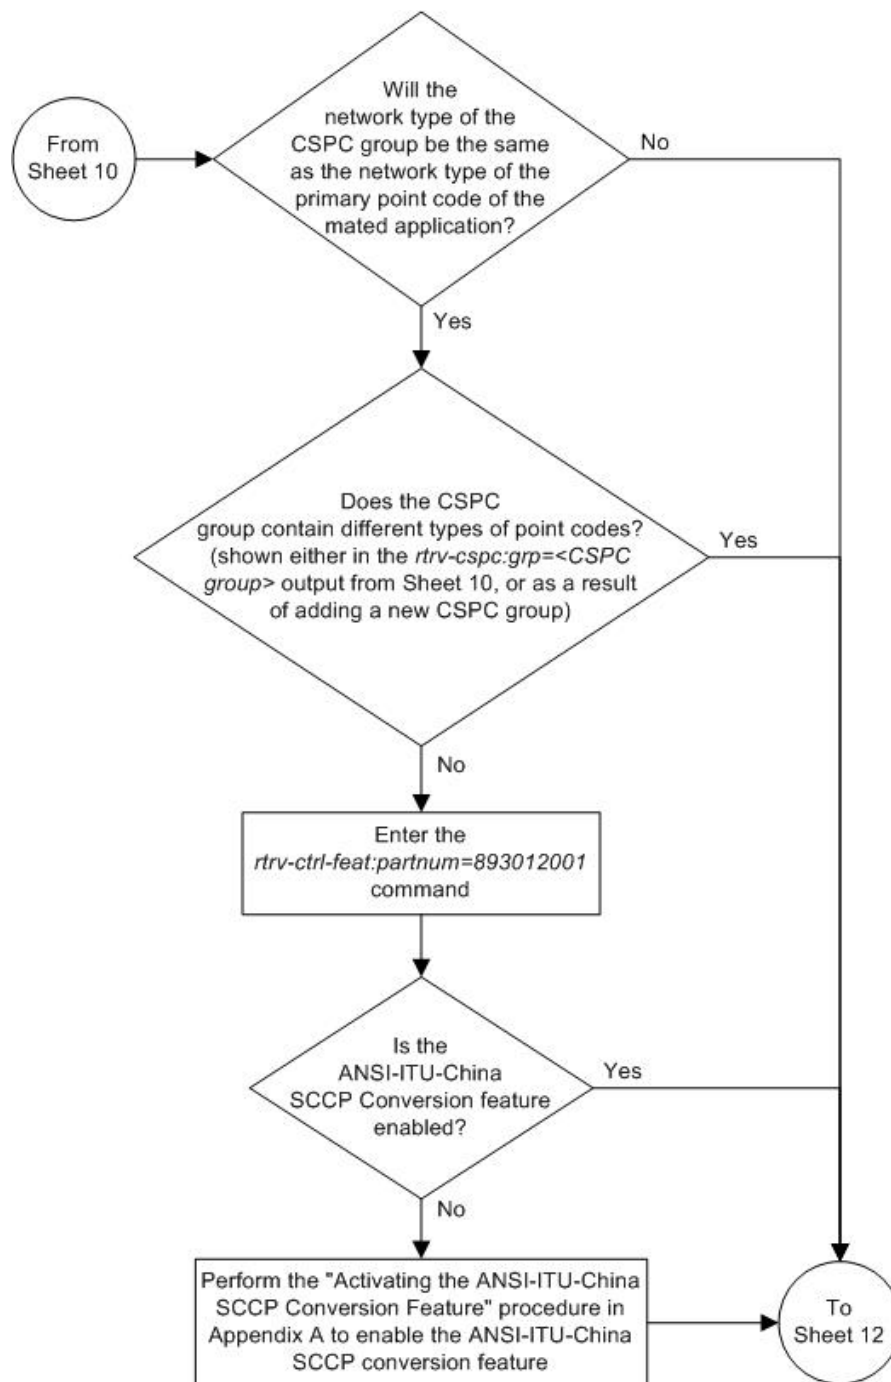 From
Sheet 10
Will the
network type of the
CSPC group be the same
as the network type of the
primary point code of the
mated application?
No
Yes
Does the CSPC
group contain different types of point codes?
(shown either in the rtrv-cspc:grp=<CSPC
group> output from Sheet 10, or as a result
of adding a new CSPC group)
Yes
No
Enter the
rtrv-ctrl-feat:partnum=893012001
command
Is the
ANSI-ITU-China
SCCP Conversion feature
enabled?
Yes
No
Perform the "Activating the ANSI-ITU-China
SCCP Conversion Feature" procedure in
Appendix A to enable the ANSI-ITU-China
SCCP conversion feature
To
Sheet 12